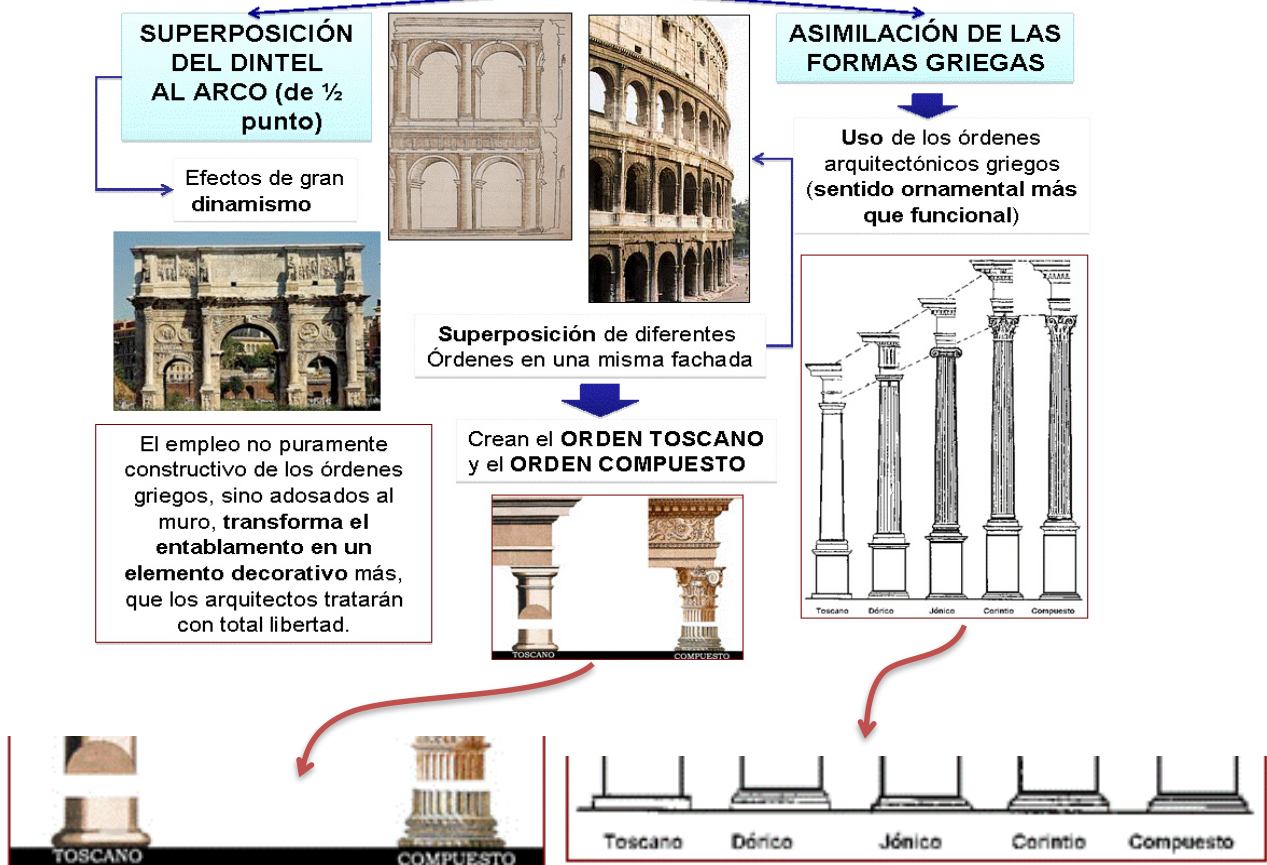 SUPERPOSICIÓN
DEL DINTEL
AL ARCO (de ½
punto)
Efectos de gran
dinamismo
El empleo no puramente
constructivo de los órdenes
griegos, sino adosados al
muro, transforma el
entablamento en un
elemento decorativo más,
que los arquitectos tratarán
con total libertad.
ASIMILACIÓN DE LAS
FORMAS GRIEGAS
Uso de los órdenes
arquitectónicos griegos
(sentido ornamental más
que funcional)
Superposición de diferentes
Órdenes en una misma fachada
Crean el ORDEN TOSCANO
y el ORDEN COMPUESTO
TOSCANO COMPUESTO
Toscano Dórico Jónico Corintio Compuesto
TOSCANO COMPUESTO
Toscano Dórico Jónico Corintio Compuesto